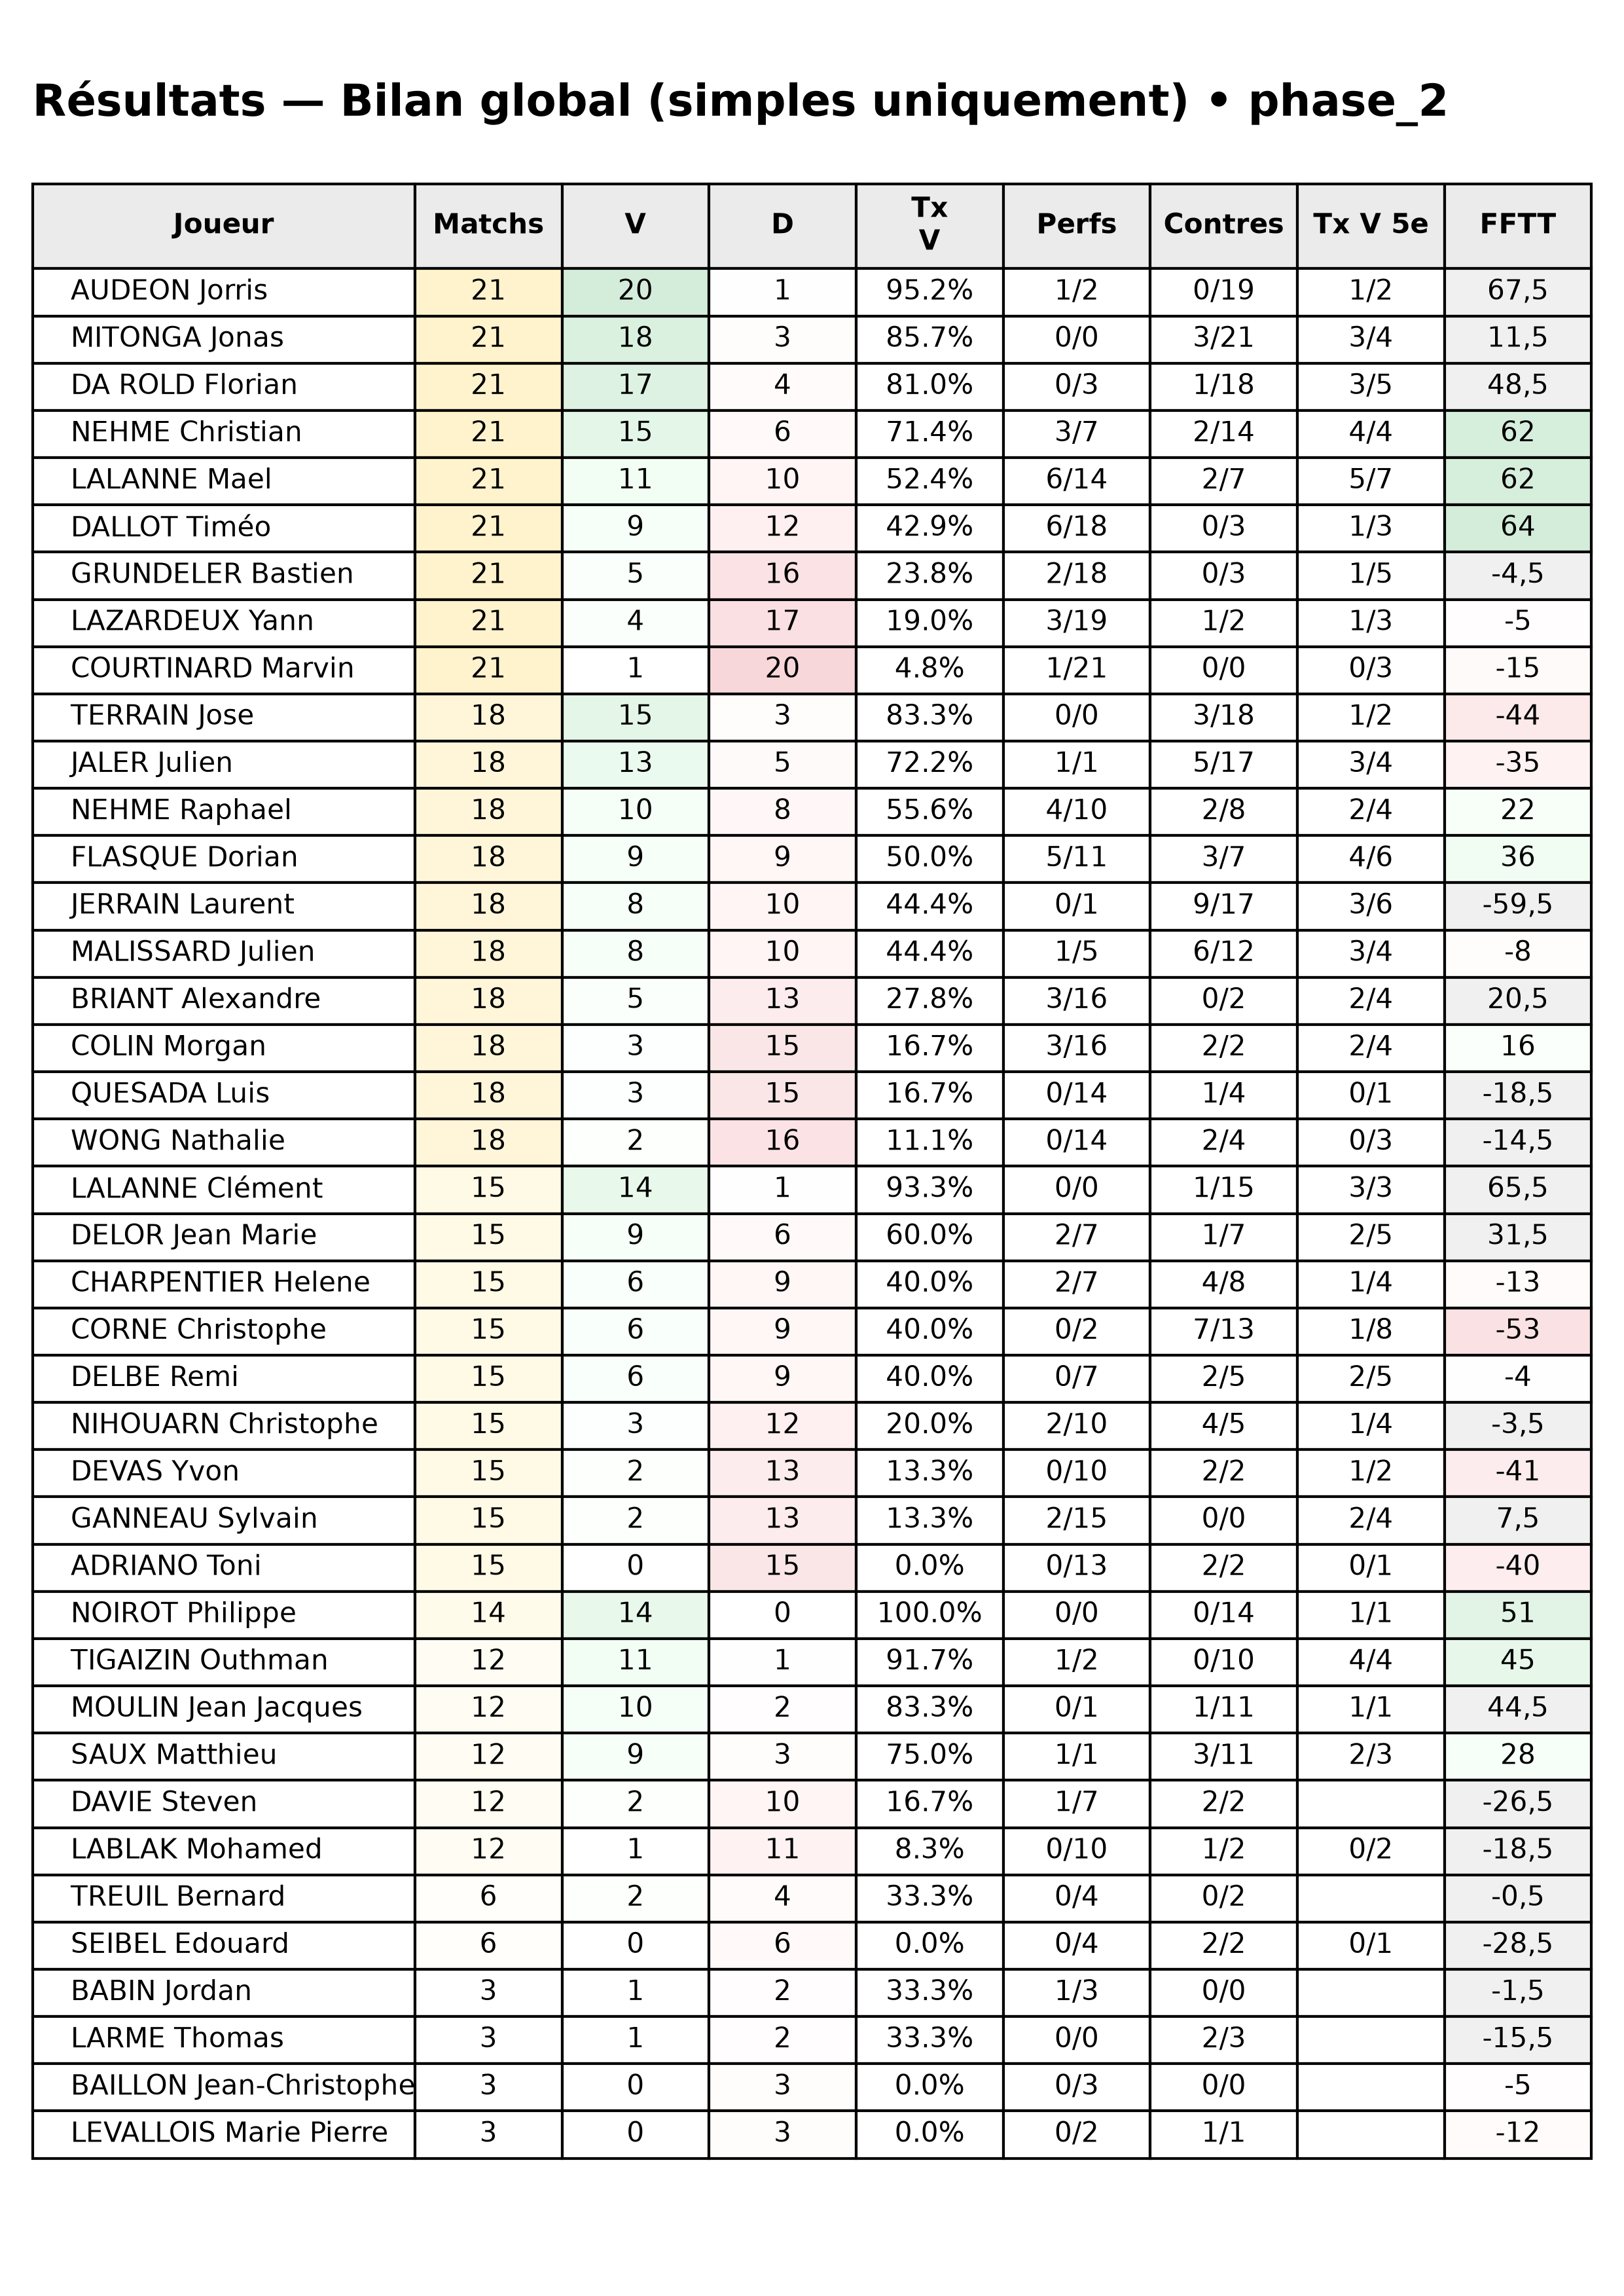 Résultats — Bilan global (simples uniquement) • phase_2
Joueur Matchs V D Tx V Perfs Contres Tx V 5e FFTT
AUDEON Jorris 21 20 1 95.2% 1/2 0/19 1/2 67,5
MITONGA Jonas 21 18 3 85.7% 0/0 3/21 3/4 11,5
DA ROLD Florian 21 17 4 81.0% 0/3 1/18 3/5 48,5
NEHME Christian 21 15 6 71.4% 3/7 2/14 4/4 62
LALANNE Mael 21 11 10 52.4% 6/14 2/7 5/7 62
DALLOT Timéo 21 9 12 42.9% 6/18 0/3 1/3 64
GRUNDELER Bastien 21 5 16 23.8% 2/18 0/3 1/5 -4,5
LAZARDEUX Yann 21 4 17 19.0% 3/19 1/2 1/3 -5
COURTINARD Marvin 21 1 20 4.8% 1/21 0/0 0/3 -15
TERRAIN Jose 18 15 3 83.3% 0/0 3/18 1/2 -44
JALER Julien 18 13 5 72.2% 1/1 5/17 3/4 -35
NEHME Raphael 18 10 8 55.6% 4/10 2/8 2/4 22
FLASQUE Dorian 18 9 9 50.0% 5/11 3/7 4/6 36
JERRAIN Laurent 18 8 10 44.4% 0/1 9/17 3/6 -59,5
MALISSARD Julien 18 8 10 44.4% 1/5 6/12 3/4 -8
BRIANT Alexandre 18 5 13 27.8% 3/16 0/2 2/4 20,5
COLIN Morgan 18 3 15 16.7% 3/16 2/2 2/4 16
QUESADA Luis 18 3 15 16.7% 0/14 1/4 0/1 -18,5
WONG Nathalie 18 2 16 11.1% 0/14 2/4 0/3 -14,5
LALANNE Clément 15 14 1 93.3% 0/0 1/15 3/3 65,5
DELOR Jean Marie 15 9 6 60.0% 2/7 1/7 2/5 31,5
CHARPENTIER Helene 15 6 9 40.0% 2/7 4/8 1/4 -13
CORNE Christophe 15 6 9 40.0% 0/2 7/13 1/8 -53
DELBE Remi 15 6 9 40.0% 0/7 2/5 2/5 -4
NIHOUARN Christophe 15 3 12 20.0% 2/10 4/5 1/4 -3,5
DEVAS Yvon 15 2 13 13.3% 0/10 2/2 1/2 -41
GANNEAU Sylvain 15 2 13 13.3% 2/15 0/0 2/4 7,5
ADRIANO Toni 15 0 15 0.0% 0/13 2/2 0/1 -40
NOIROT Philippe 14 14 0 100.0% 0/0 0/14 1/1 51
TIGAIZIN Outhman 12 11 1 91.7% 1/2 0/10 4/4 45
MOULIN Jean Jacques 12 10 2 83.3% 0/1 1/11 1/1 44,5
SAUX Matthieu 12 9 3 75.0% 1/1 3/11 2/3 28
DAVIE Steven 12 2 10 16.7% 1/7 2/2 -26,5
LABLAK Mohamed 12 1 11 8.3% 0/10 1/2 0/2 -18,5
TREUIL Bernard 6 2 4 33.3% 0/4 0/2 -0,5
SEIBEL Edouard 6 0 6 0.0% 0/4 2/2 0/1 -28,5
BABIN Jordan 3 1 2 33.3% 1/3 0/0 -1,5
LARME Thomas 3 1 2 33.3% 0/0 2/3 -15,5
BAILLON Jean-Christophe 3 0 3 0.0% 0/3 0/0 -5
LEVALLOIS Marie Pierre 3 0 3 0.0% 0/2 1/1 -12